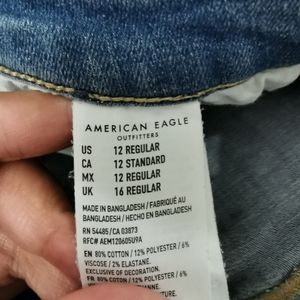 AMERICAN EAGLE
OUTFITTERS
US 12 REGULAR
CA 12 STANDARD
MX 12 REGULAR
UK 16 REGULAR
MADE IN BANGLADESH / FABRIQUÉ AU
BANGLADESH / HECHO EN BANGLADESH
RN 54485/CA 03873
RFC# AEM120605U9A
EN 80% COTTON / 12% POLYESTER / 6%
VISCOSE / 2% ELASTANE.
EXCLUSIVE OF DECORATION.
FR 80% COTON / 12% POLYESTER / 6%